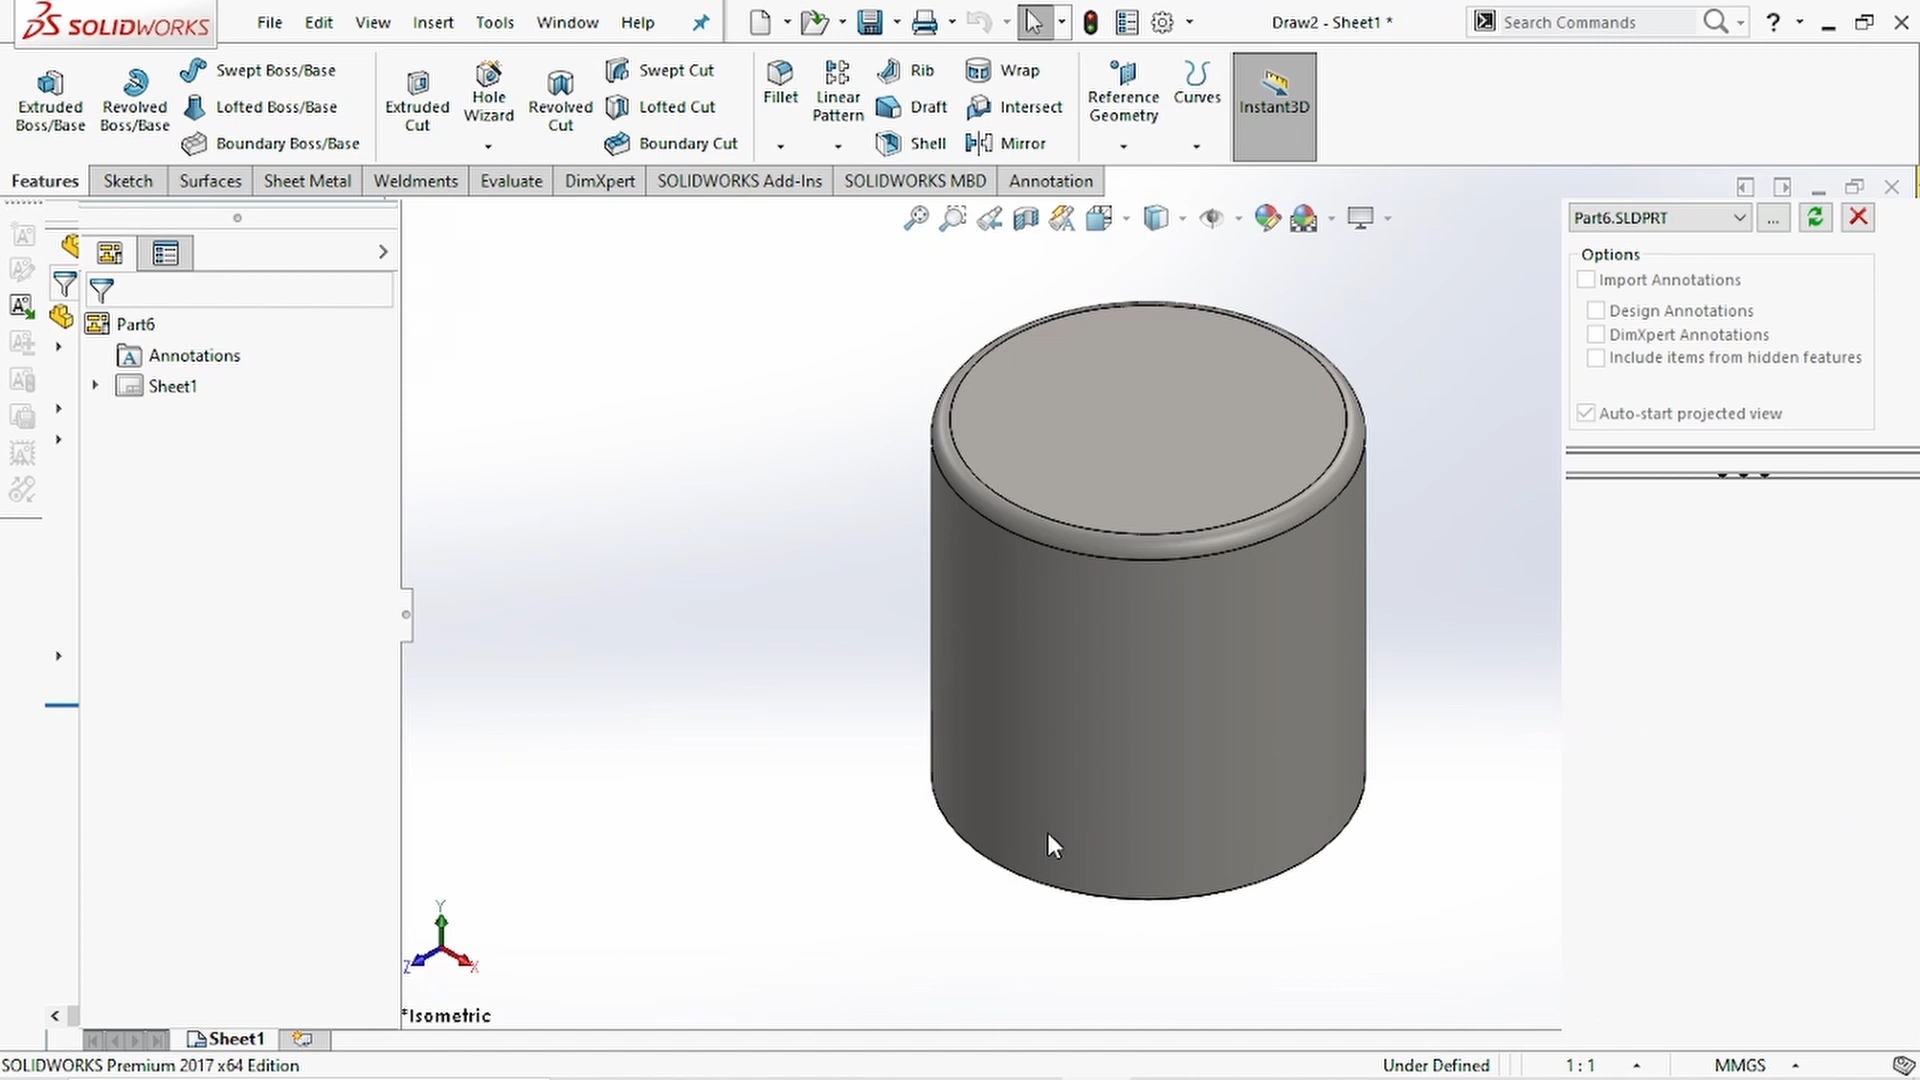 SOLIDWORKS File Edit View Insert Tools Window Help Draw2 - Sheet1 * Search Commands ?
Extruded Boss/Base
Revolved Boss/Base
Swept Boss/Base
Lofted Boss/Base
Boundary Boss/Base
Extruded Cut
Hole Wizard
Revolved Cut
Swept Cut
Lofted Cut
Boundary Cut
Fillet
Linear Pattern
Rib
Draft
Shell
Wrap
Intersect
Mirror
Reference Geometry
Curves
Instant3D
Features Sketch Surfaces Sheet Metal Weldments Evaluate DimXpert SOLIDWORKS Add-Ins SOLIDWORKS MBD Annotation
Part6
Annotations
Sheet1
Part6.SLDPRT ...
Options
Import Annotations
Design Annotations
DimXpert Annotations
Include items from hidden features
Auto-start projected view
Y
Z X
*Isometric
Sheet1
SOLIDWORKS Premium 2017 x64 Edition Under Defined 1 : 1 MMGS